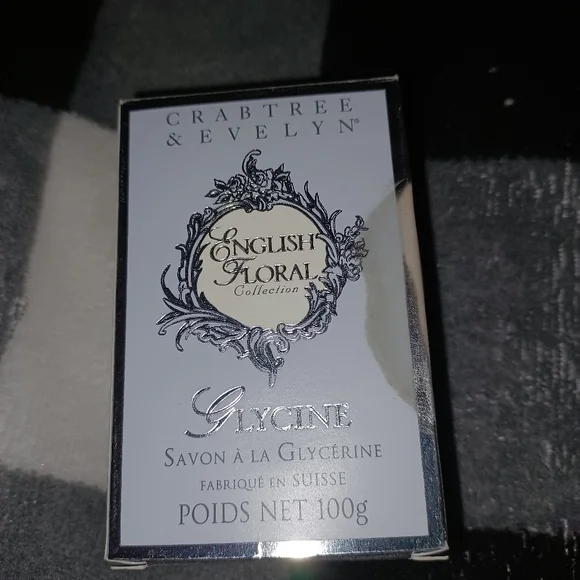 CRABTREE
& EVELYN®
ENGLISH
FLORAL
Collection
GLYCINE
SAVON À LA GLYCÉRINE
FABRIQUÉ EN SUISSE
POIDS NET 100g